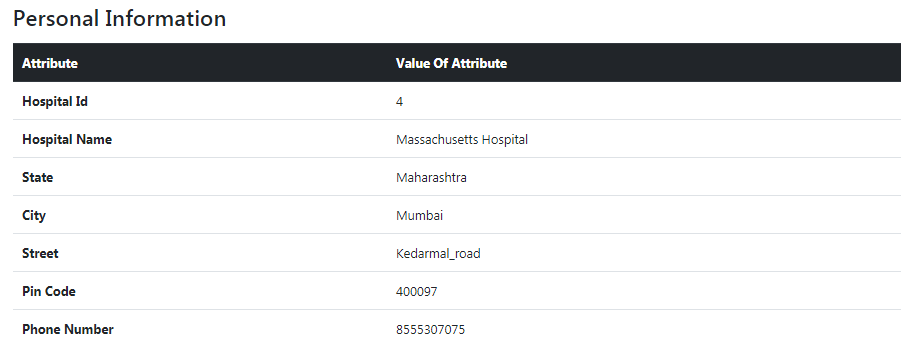 Personal Information
Attribute Value Of Attribute
Hospital Id 4
Hospital Name Massachusetts Hospital
State Maharashtra
City Mumbai
Street Kedarmal_road
Pin Code 400097
Phone Number 8555307075